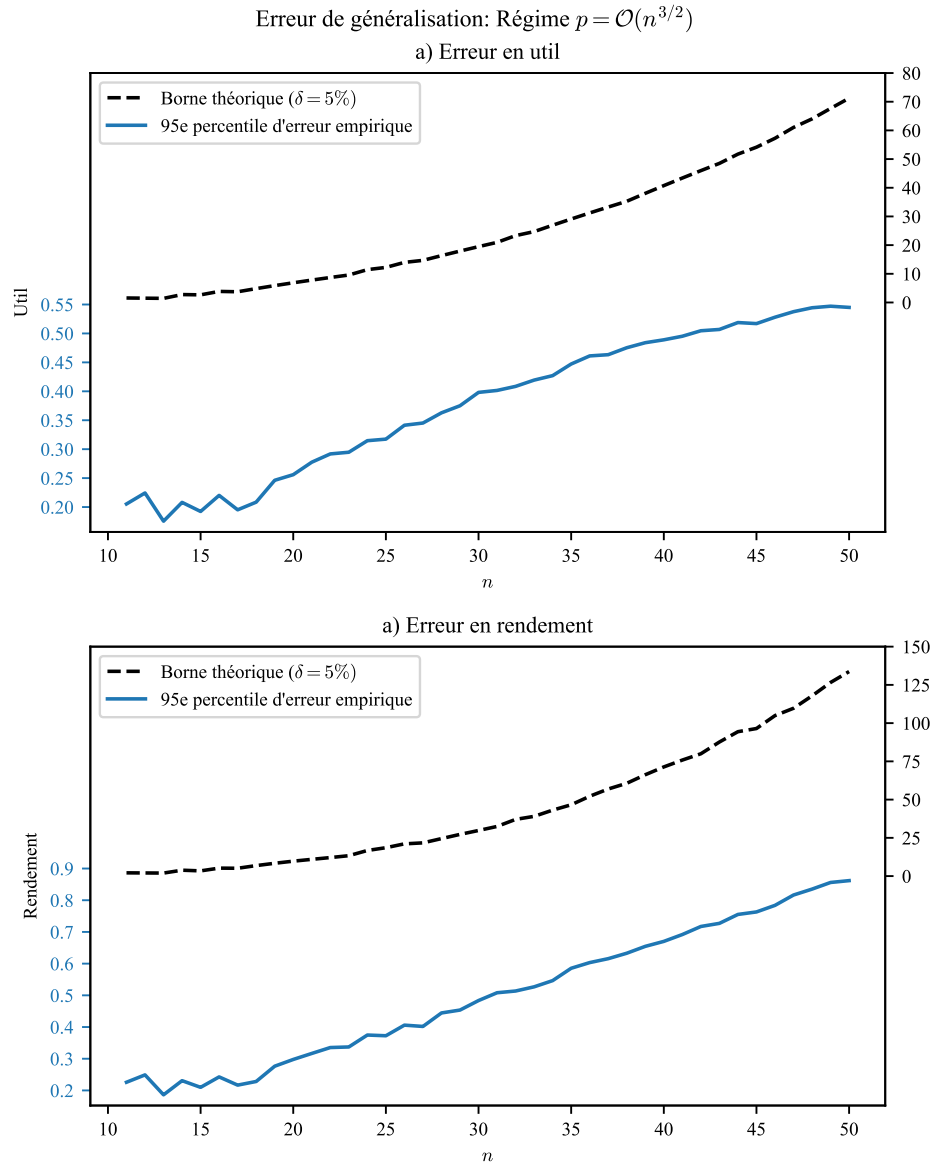 Erreur de généralisation: Régime p = O(n^{3/2})
a) Erreur en util
Borne théorique (δ = 5%)
95e percentile d'erreur empirique
80
70
60
50
40
30
20
10
0
Util
0.55
0.50
0.45
0.40
0.35
0.30
0.25
0.20
10 15 20 25 30 35 40 45 50
n
a) Erreur en rendement
Borne théorique (δ = 5%)
95e percentile d'erreur empirique
150
125
100
75
50
25
0
Rendement
0.9
0.8
0.7
0.6
0.5
0.4
0.3
0.2
10 15 20 25 30 35 40 45 50
n